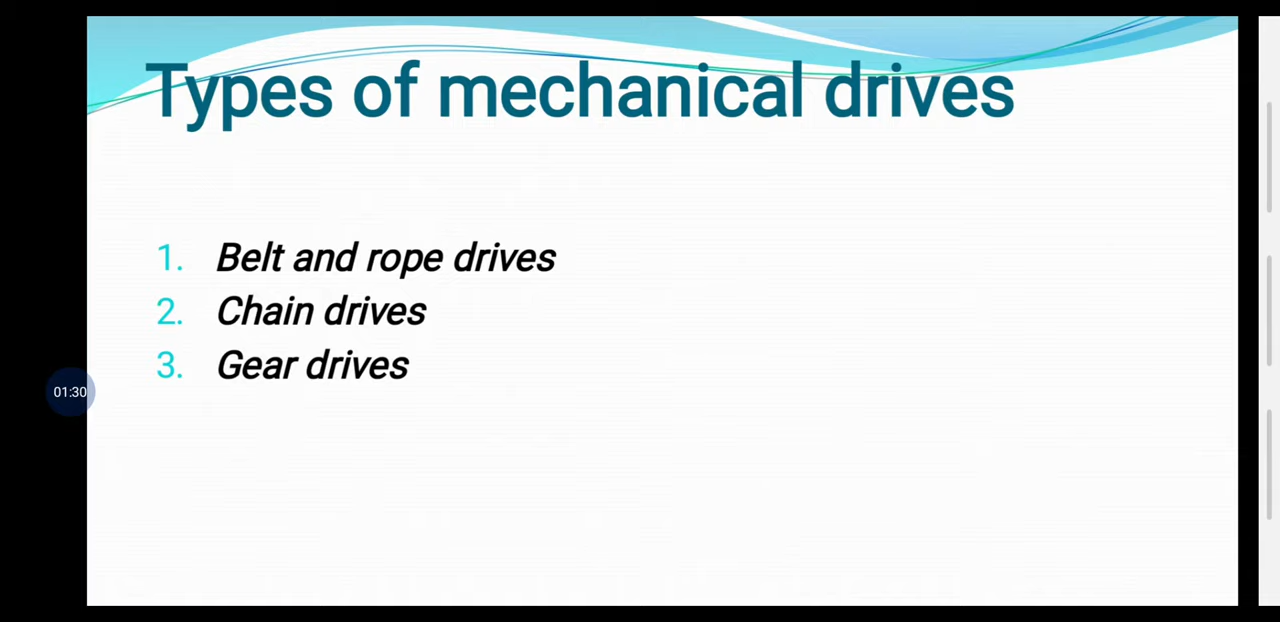 Types of mechanical drives
1. Belt and rope drives
2. Chain drives
3. Gear drives
01:30